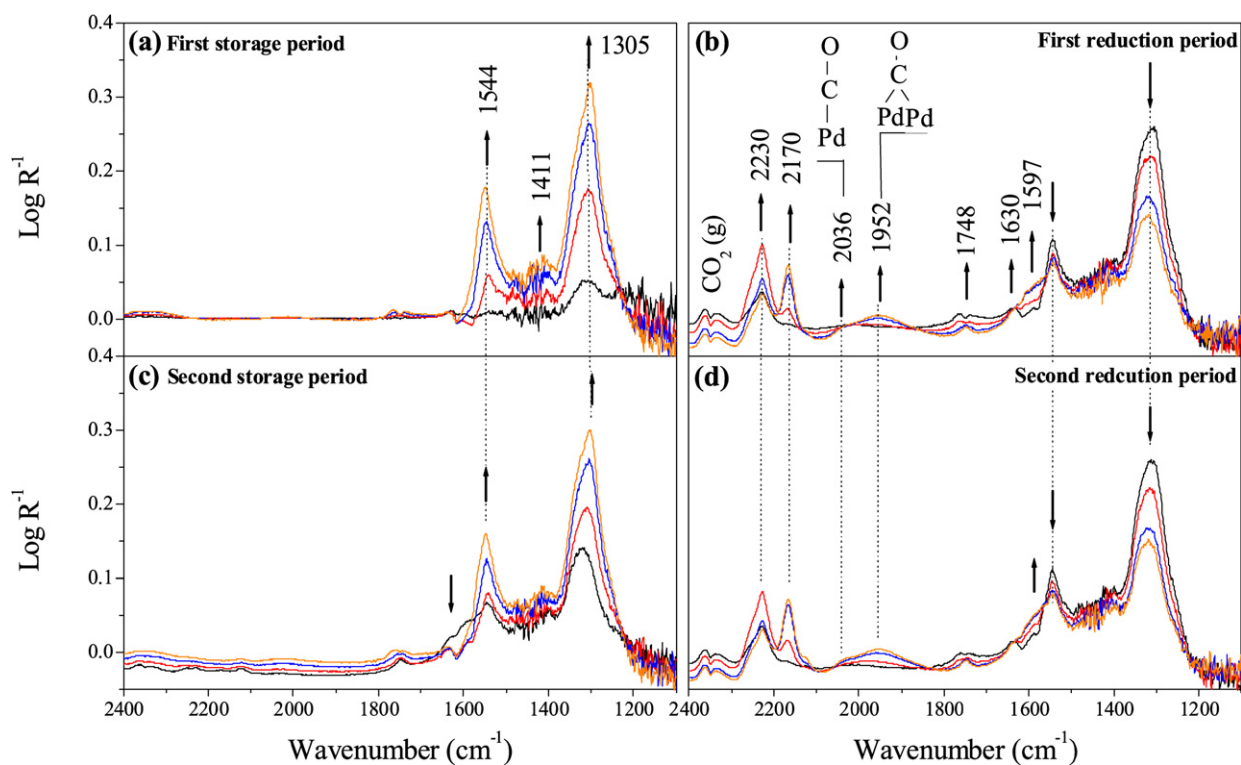 0.4
0.3
0.2
0.1
0.0
Log R⁻¹
(a) First storage period
1544
1411
1305
(b)
First reduction period
O
C
Pd
O
C
PdPd
CO₂ (g)
2230
2170
2036
1952
1748
1630
1597
0.4
0.3
0.2
0.1
0.0
Log R⁻¹
(c) Second storage period
(d)
Second redcution period
2400 2200 2000 1800 1600 1400 1200
2400 2200 2000 1800 1600 1400 1200
Wavenumber (cm⁻¹)
Wavenumber (cm⁻¹)